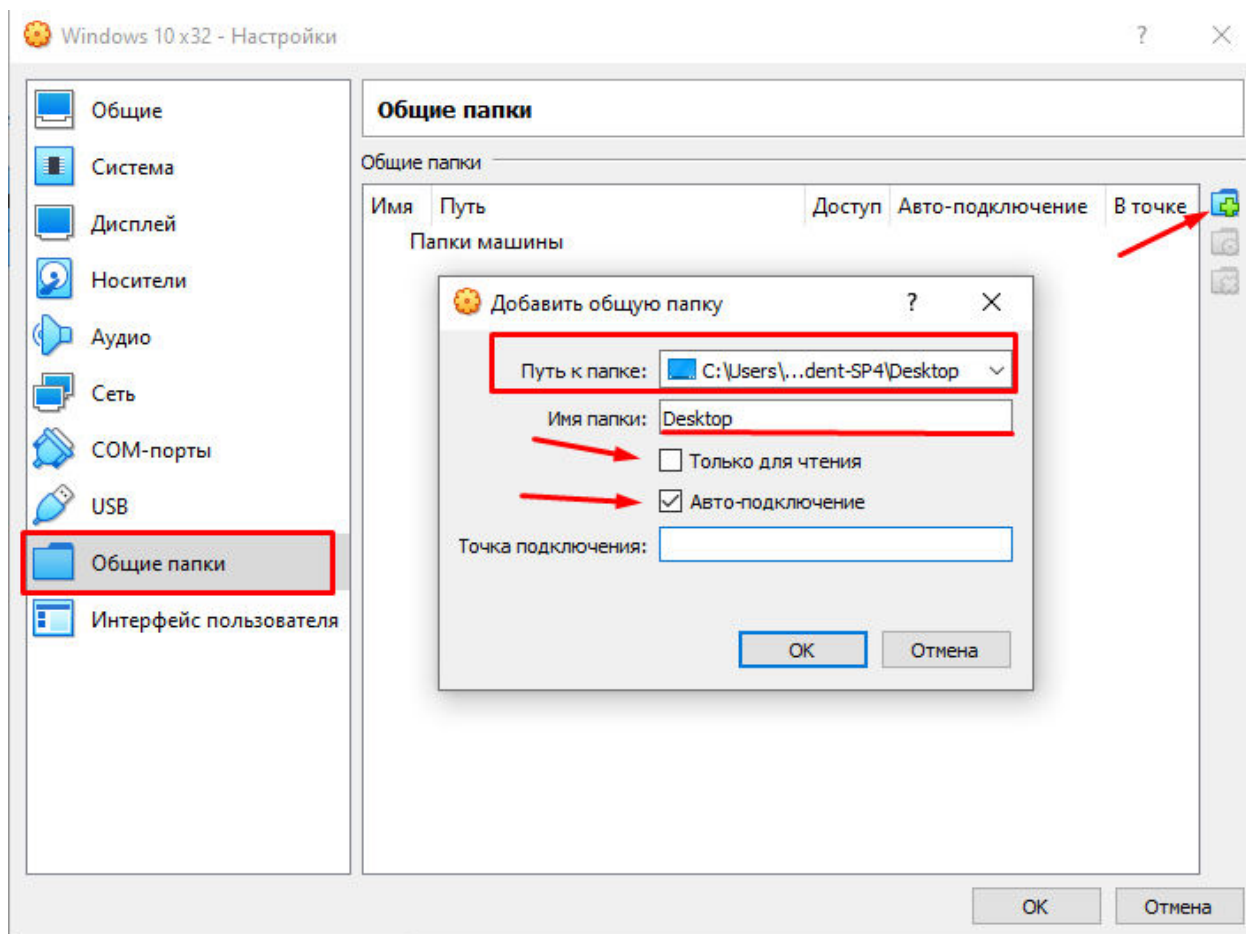 Windows 10 x32 - Настройки
?
Общие
Система
Дисплей
Носители
Аудио
Сеть
COM-порты
USB
Общие папки
Интерфейс пользователя
Общие папки
Общие папки
Имя Путь Доступ Авто-подключение В точке
Папки машины
Добавить общую папку ?
Путь к папке: C:\Users\...dent-SP4\Desktop
Имя папки: Desktop
Только для чтения
Авто-подключение
Точка подключения:
OK Отмена
OK Отмена